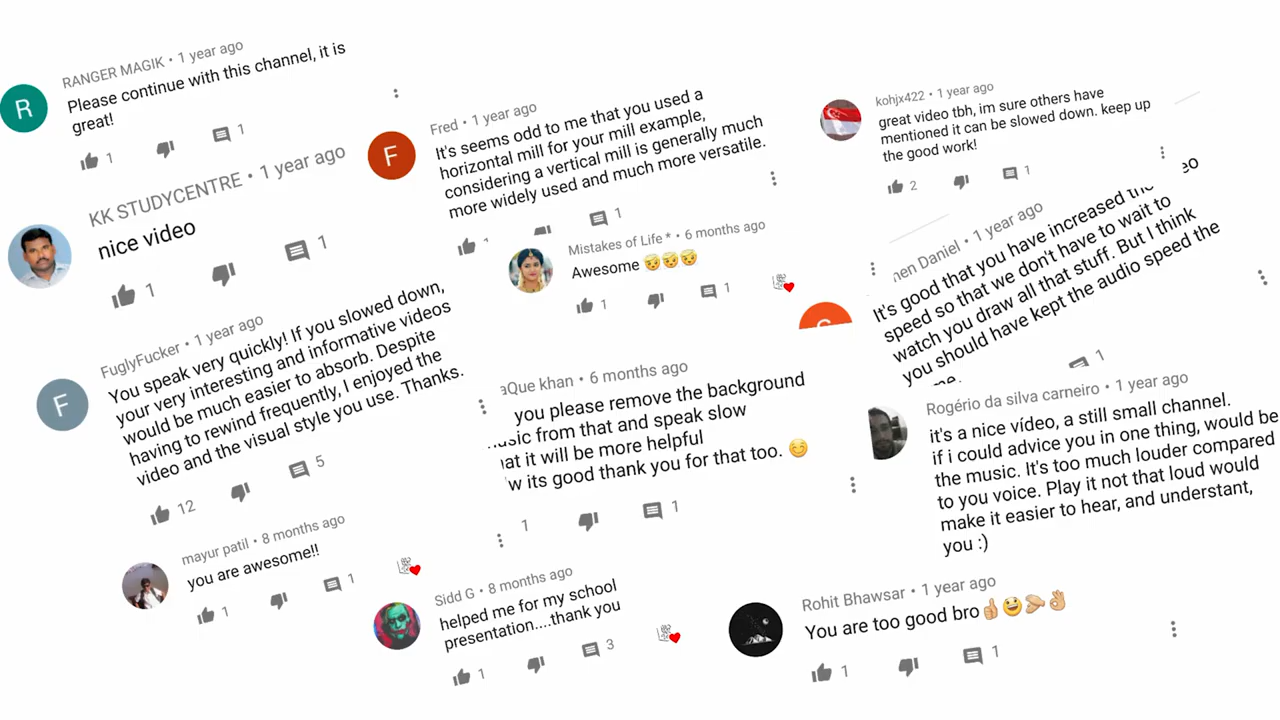 RANGER MAGIK • 1 year ago
Please continue with this channel, it is
great!
1
1
KK STUDYCENTRE • 1 year ago
nice video
1
1
FuglyFucker • 1 year ago
You speak very quickly! If you slowed down,
your very interesting and informative videos
would be much easier to absorb. Despite
having to rewind frequently, I enjoyed the
video and the visual style you use. Thanks.
12
5
mayur patil • 8 months ago
you are awesome!!
1
1
Fred • 1 year ago
It's seems odd to me that you used a
horizontal mill for your mill example,
considering a vertical mill is generally much
more widely used and much more versatile.
1
Mistakes of Life * • 6 months ago
Awesome 😇😇😇
1
1
aQue khan • 6 months ago
you please remove the background
from that and speak slow
it will be more helpful
its good thank you for that too. 😊
1
1
Sidd G • 8 months ago
helped me for my school
presentation....thank you
1
3
kohjx422 • 1 year ago
great video tbh, im sure others have
mentioned it can be slowed down. keep up
the good work!
2
1
Daniel • 1 year ago
It's good that you have increased the
speed so that we don't have to wait to
watch you draw all that stuff. But I think
you should have kept the audio speed the
1
Rogério da silva carneiro • 1 year ago
it's a nice vídeo, a still small channel.
if i could advice you in one thing, would be
the music. It's too much louder compared
to you voice. Play it not that loud would
make it easier to hear, and understant,
you :)
Rohit Bhawsar • 1 year ago
You are too good bro👍😃🤛👌
1
1
R
F
F